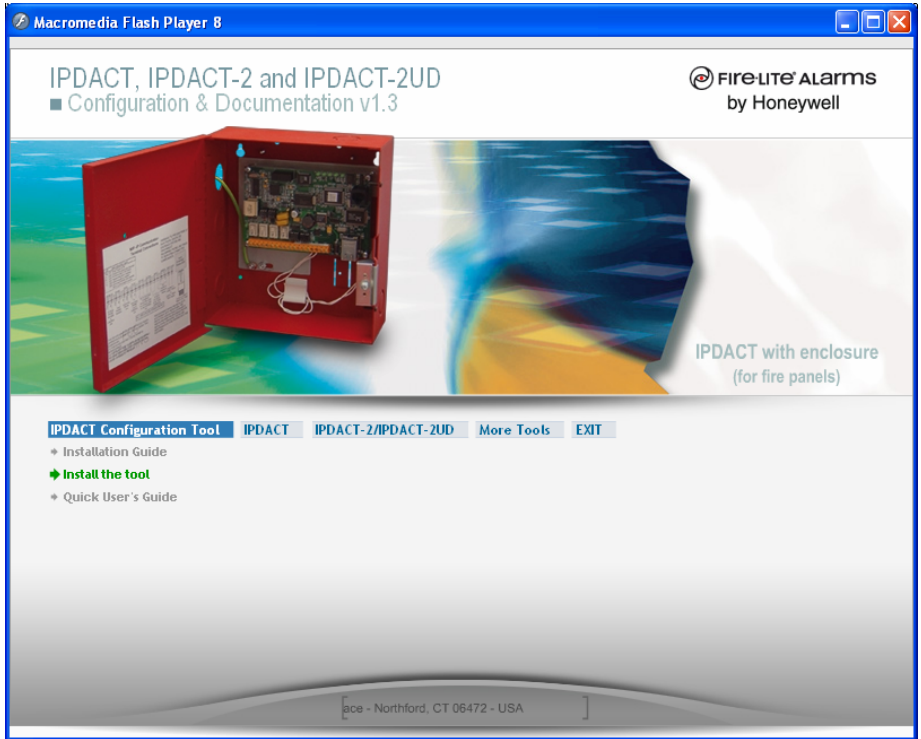 Macromedia Flash Player 8
IPDACT, IPDACT-2 and IPDACT-2UD
Configuration & Documentation v1.3
FIRE·LITE® ALARMS
by Honeywell
IPDACT with enclosure
(for fire panels)
IPDACT Configuration Tool IPDACT IPDACT-2/IPDACT-2UD More Tools EXIT
Installation Guide
Install the tool
Quick User's Guide
ace - Northford, CT 06472 - USA